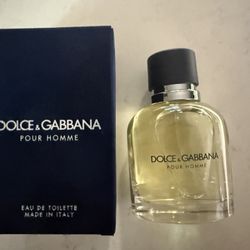 DOLCE & GABBANA
POUR HOMME
EAU DE TOILETTE
MADE IN ITALY
DOLCE & GABBANA
POUR HOMME